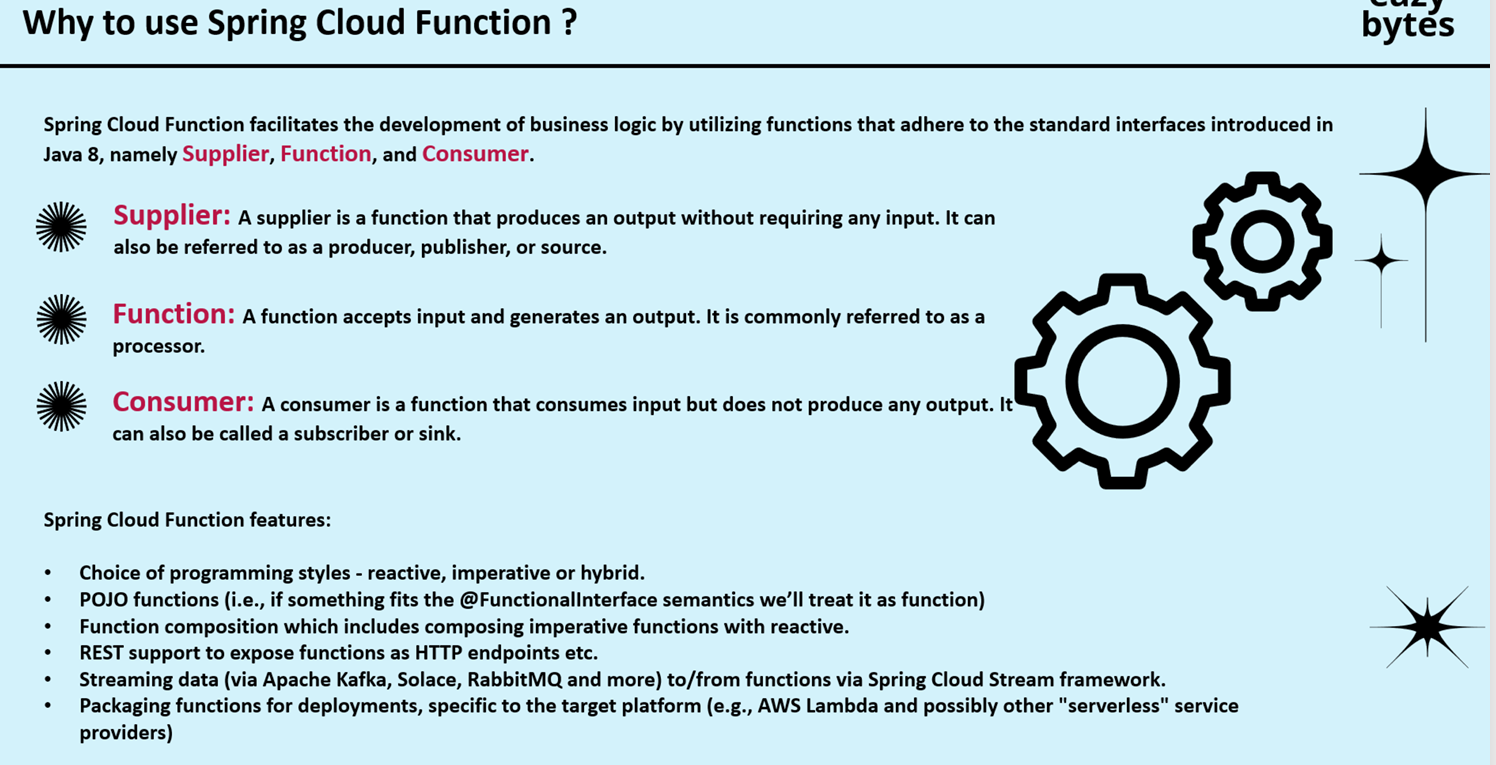 Why to use Spring Cloud Function ?
eazy
bytes
Spring Cloud Function facilitates the development of business logic by utilizing functions that adhere to the standard interfaces introduced in
Java 8, namely Supplier, Function, and Consumer.
Supplier: A supplier is a function that produces an output without requiring any input. It can
also be referred to as a producer, publisher, or source.
Function: A function accepts input and generates an output. It is commonly referred to as a
processor.
Consumer: A consumer is a function that consumes input but does not produce any output. It
can also be called a subscriber or sink.
Spring Cloud Function features:
• Choice of programming styles - reactive, imperative or hybrid.
• POJO functions (i.e., if something fits the @FunctionalInterface semantics we’ll treat it as function)
• Function composition which includes composing imperative functions with reactive.
• REST support to expose functions as HTTP endpoints etc.
• Streaming data (via Apache Kafka, Solace, RabbitMQ and more) to/from functions via Spring Cloud Stream framework.
• Packaging functions for deployments, specific to the target platform (e.g., AWS Lambda and possibly other "serverless" service
providers)